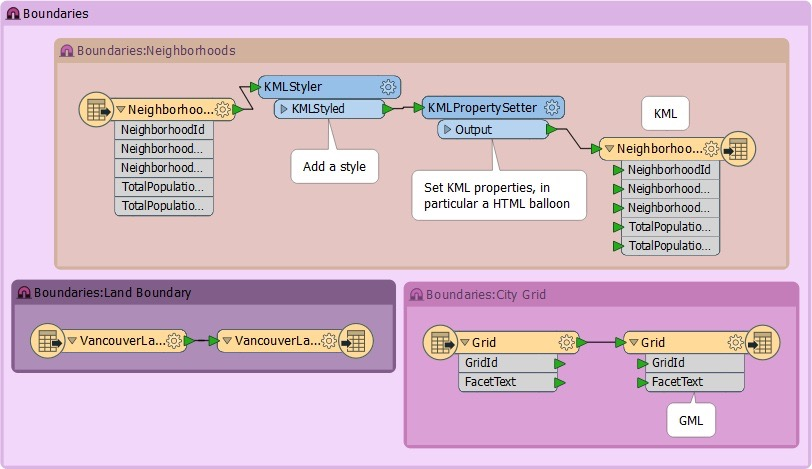 Boundaries
Boundaries:Neighborhoods
Neighborhoo...
NeighborhoodId
Neighborhood...
Neighborhood...
TotalPopulatio...
TotalPopulatio...
KMLStyler
KMLStyled
Add a style
KMLPropertySetter
Output
Set KML properties, in
particular a HTML balloon
KML
Neighborhoo...
NeighborhoodId
Neighborhood...
Neighborhood...
TotalPopulatio...
TotalPopulatio...
Boundaries:Land Boundary
VancouverLa...
VancouverLa...
Boundaries:City Grid
Grid
GridId
FacetText
Grid
GridId
FacetText
GML